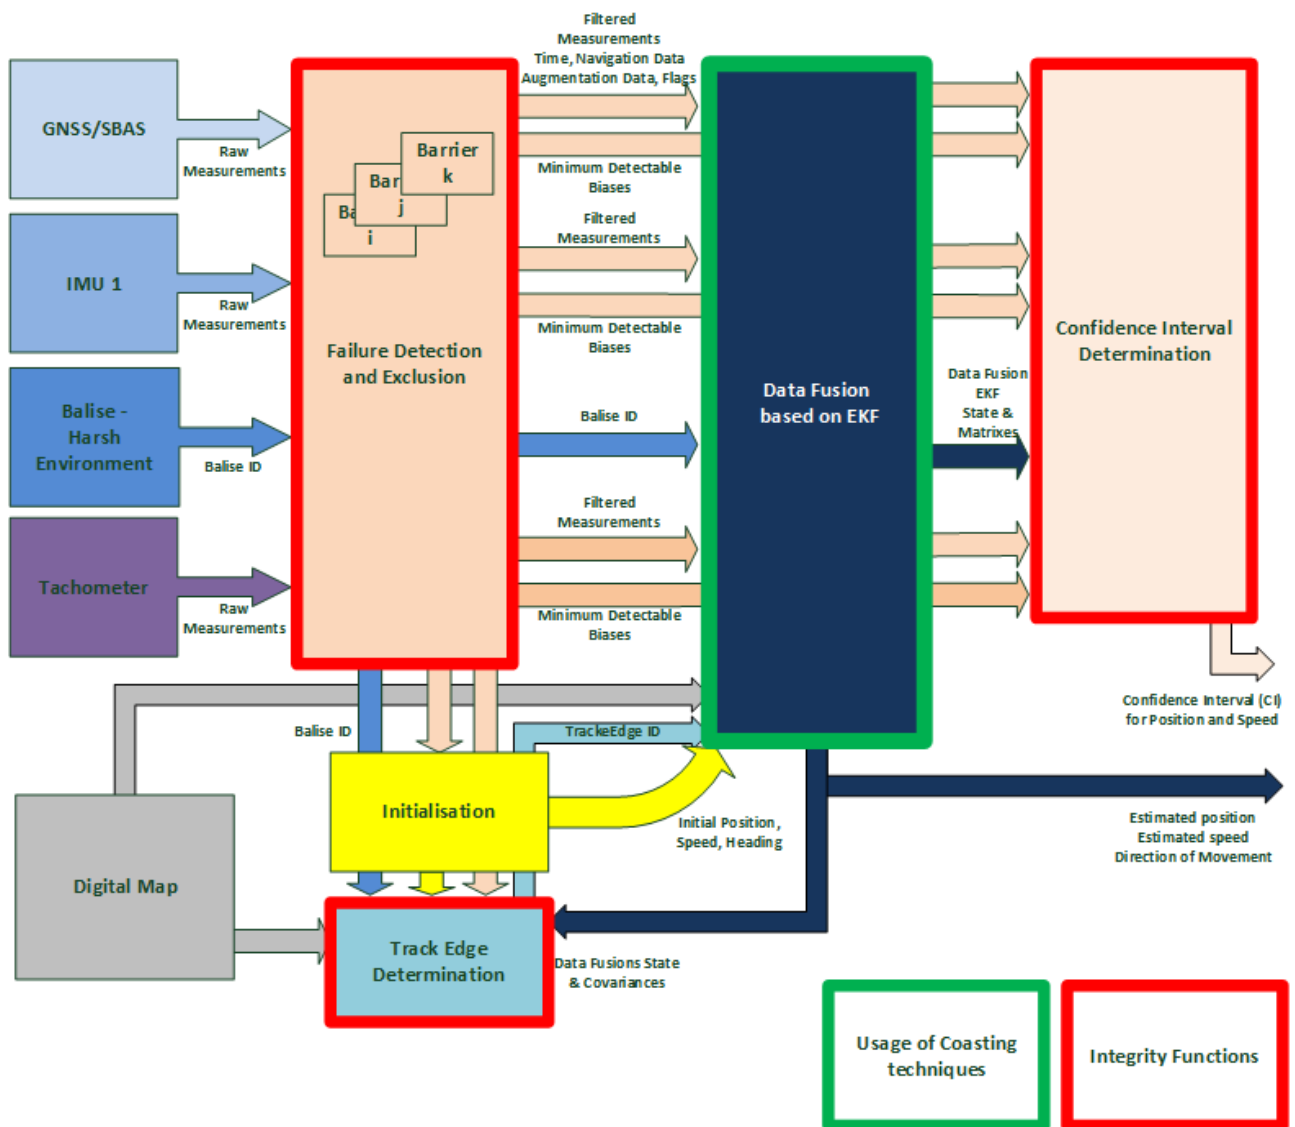 Filtered
Measurements
Time, Navigation Data
Augmentation Data, Flags
GNSS/SBAS
Raw
Measurements
Barrier
k
Bar
j
Ba
i
Minimum Detectable
Biases
Filtered
Measurements
IMU 1
Raw
Measurements
Minimum Detectable
Biases
Failure Detection
and Exclusion
Confidence Interval
Determination
Data Fusion
based on EKF
Data Fusion
EKF
State &
Matrixes
Balise -
Harsh
Environment
Balise ID
Balise ID
Filtered
Measurements
Tachometer
Raw
Measurements
Minimum Detectable
Biases
Confidence Interval (CI)
for Position and Speed
Balise ID
TrackeEdge ID
Initialisation
Initial Position,
Speed, Heading
Estimated position
Estimated speed
Direction of Movement
Digital Map
Track Edge
Determination
Data Fusions State
& Covariances
Usage of Coasting
techniques
Integrity Functions